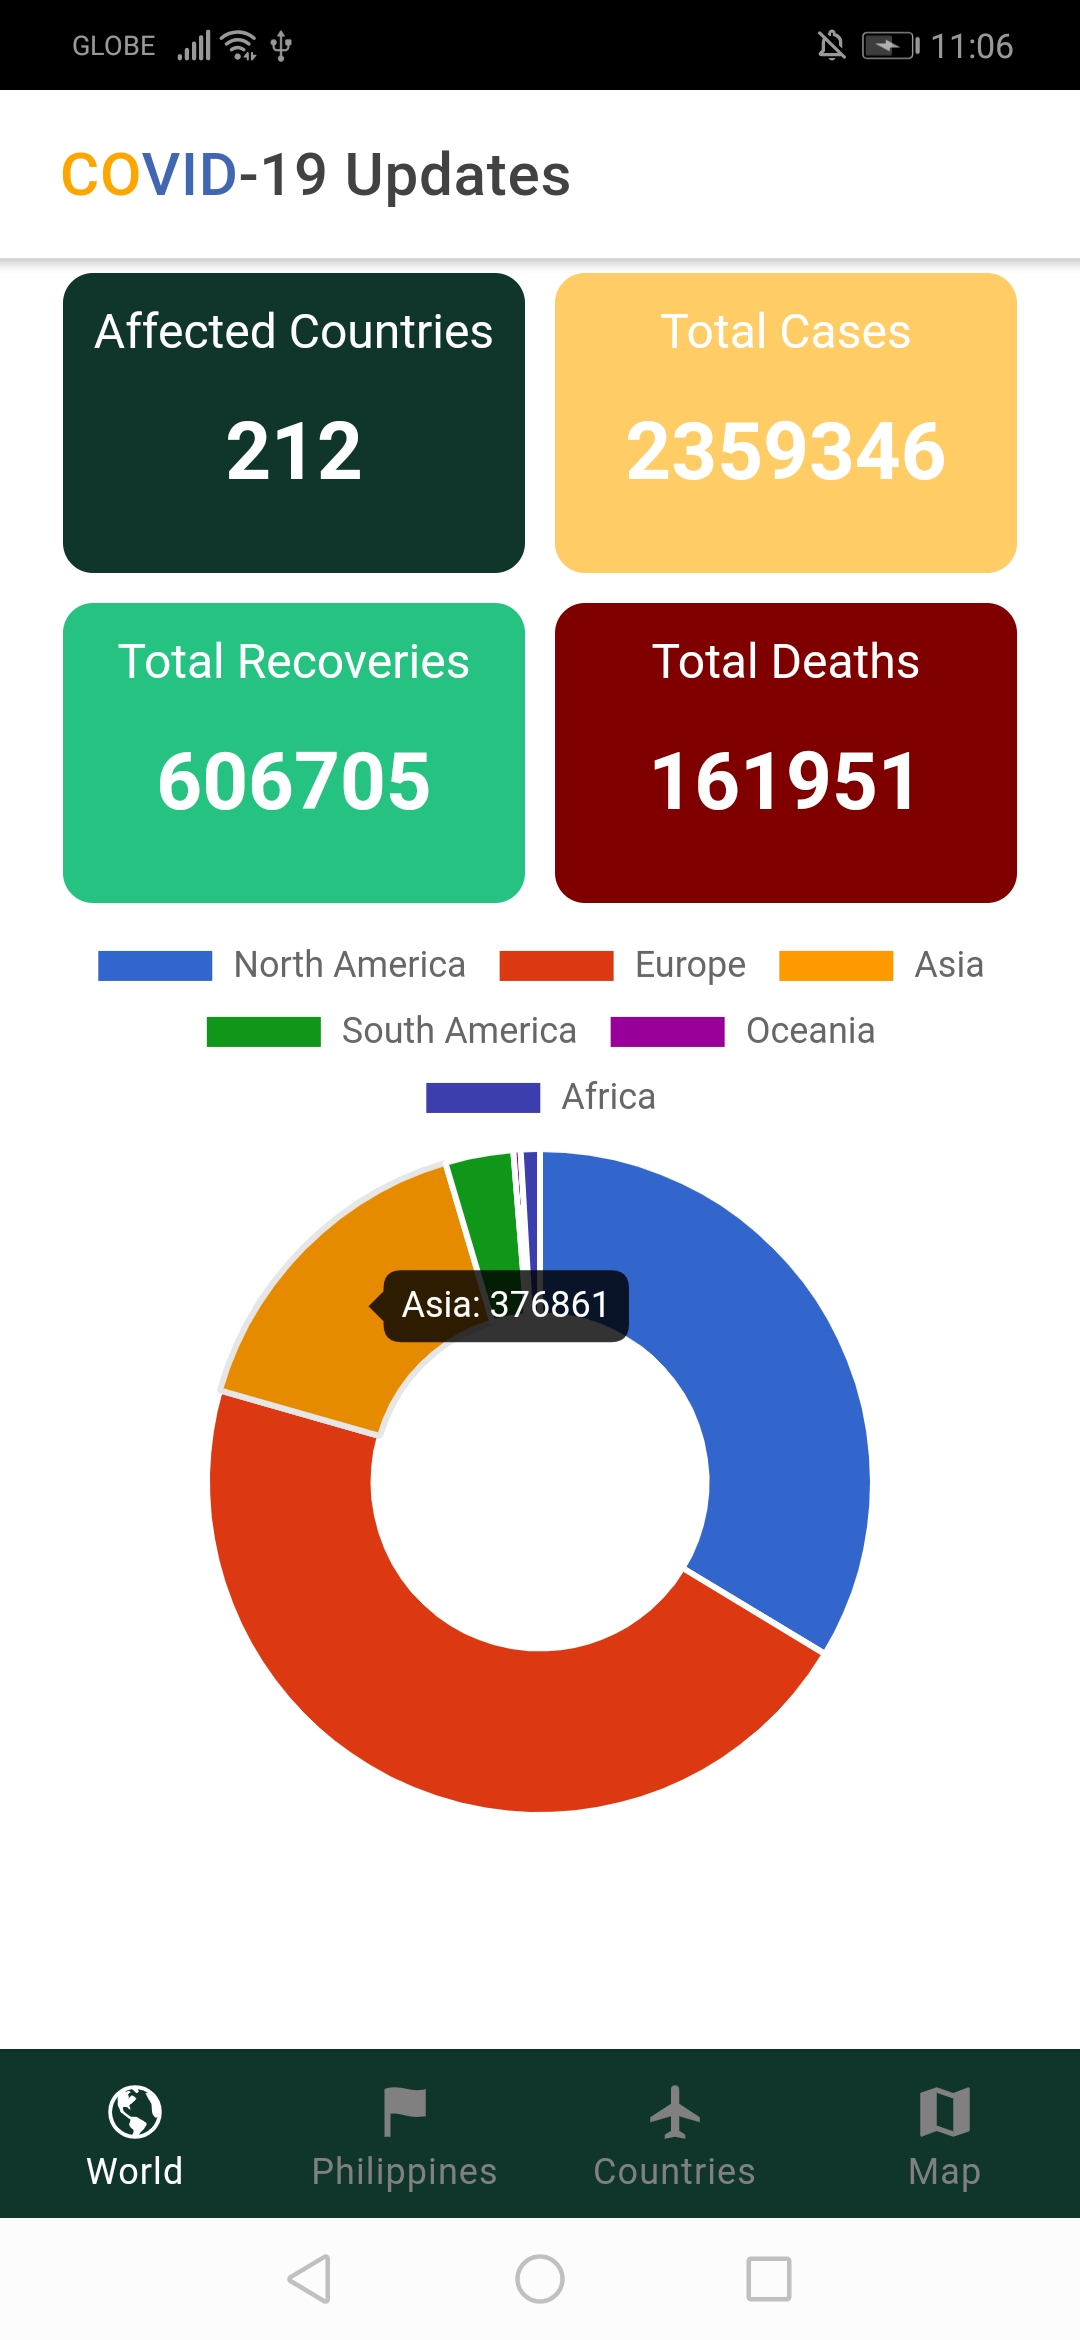 GLOBE 11:06
COVID-19 Updates
Affected Countries
212
Total Cases
2359346
Total Recoveries
606705
Total Deaths
161951
North America Europe Asia
South America Oceania
Africa
Asia: 376861
World Philippines Countries Map